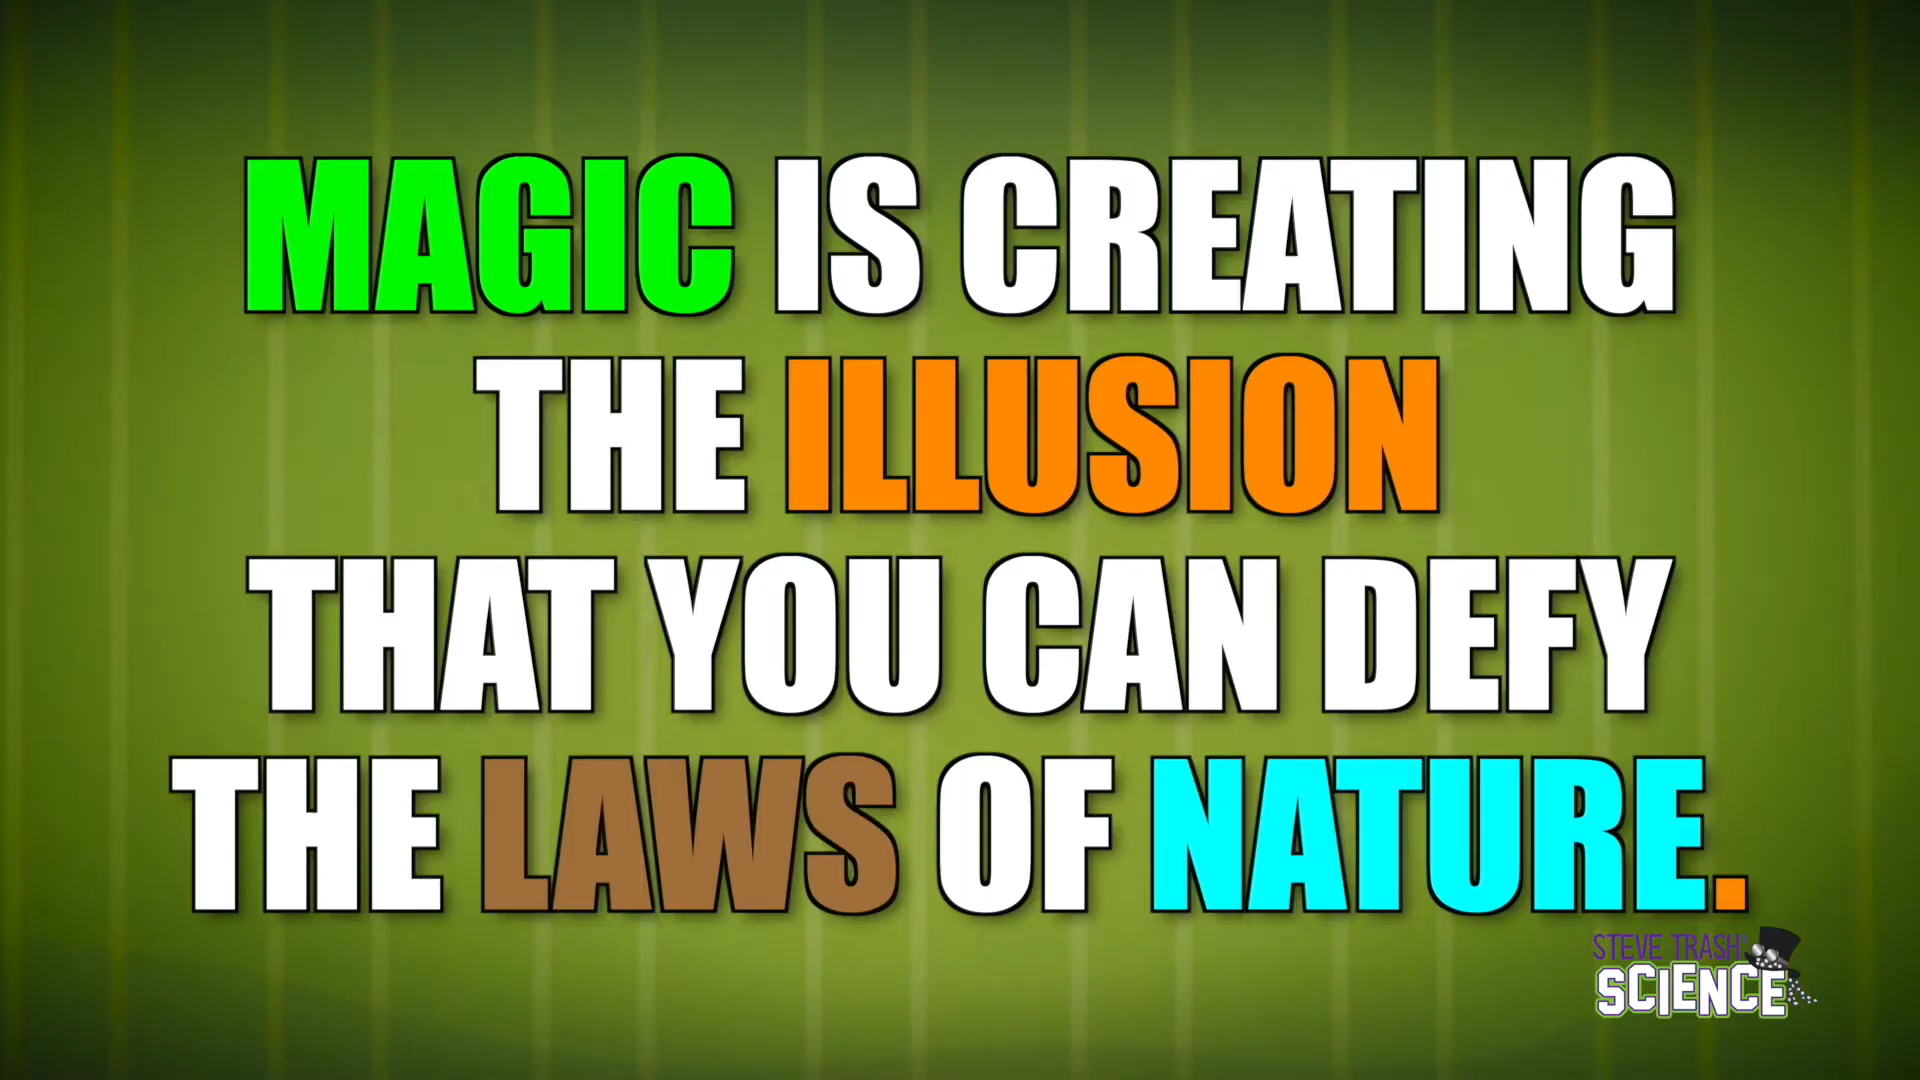 MAGIC IS CREATING
THE ILLUSION
THAT YOU CAN DEFY
THE LAWS OF NATURE.
STEVE TRASH
SCIENCE